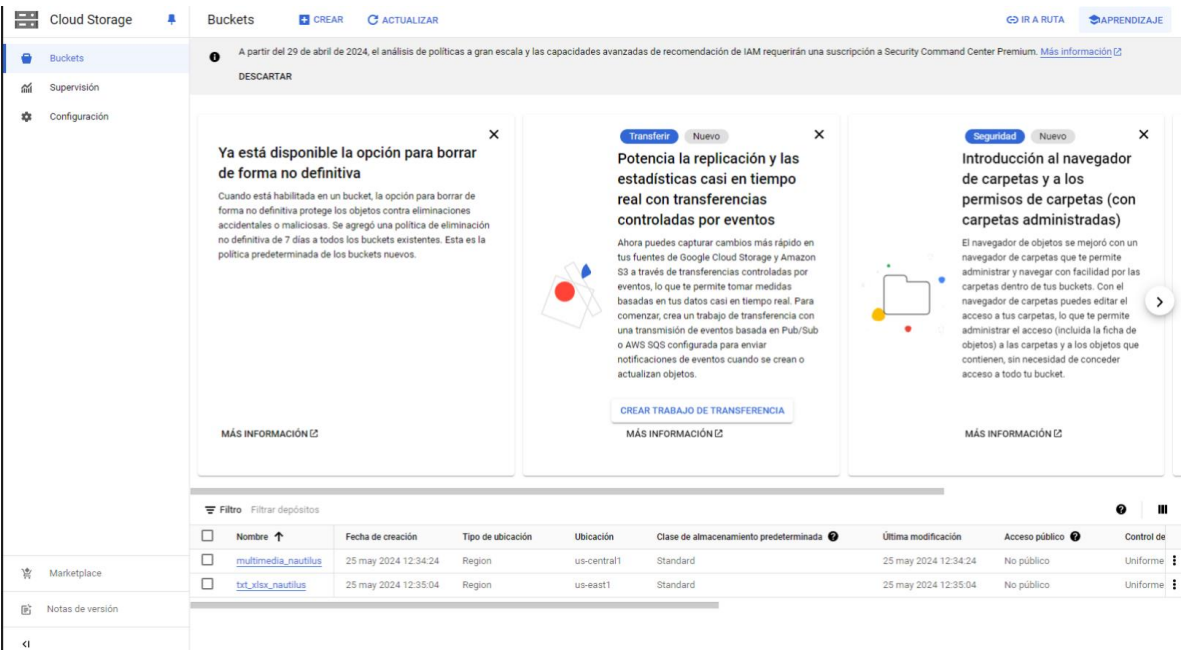 Cloud Storage
Buckets
CREAR
ACTUALIZAR
IR A RUTA
APRENDIZAJE
Buckets
Supervisión
Configuración
A partir del 29 de abril de 2024, el análisis de políticas a gran escala y las capacidades avanzadas de recomendación de IAM requerirán una suscripción a Security Command Center Premium. Más información
DESCARTAR
Ya está disponible la opción para borrar
de forma no definitiva
Cuando está habilitada en un bucket, la opción para borrar de
forma no definitiva protege los objetos contra eliminaciones
accidentales o maliciosas. Se agregó una política de eliminación
no definitiva de 7 días a todos los buckets existentes. Esta es la
política predeterminada de los buckets nuevos.
MÁS INFORMACIÓN
Transferir Nuevo
Potencia la replicación y las
estadísticas casi en tiempo
real con transferencias
controladas por eventos
Ahora puedes capturar cambios más rápido en
tus fuentes de Google Cloud Storage y Amazon
S3 a través de transferencias controladas por
eventos, lo que te permite tomar medidas
basadas en tus datos casi en tiempo real. Para
comenzar, crea un trabajo de transferencia con
una transmisión de eventos basada en Pub/Sub
o AWS SQS configurada para enviar
notificaciones de eventos cuando se crean o
actualizan objetos.
CREAR TRABAJO DE TRANSFERENCIA
MÁS INFORMACIÓN
Seguridad Nuevo
Introducción al navegador
de carpetas y a los
permisos de carpetas (con
carpetas administradas)
El navegador de objetos se mejoró con un
navegador de carpetas que te permite
administrar y navegar con facilidad por las
carpetas dentro de tus buckets. Con el
navegador de carpetas puedes editar el
acceso a tus carpetas, lo que te permite
administrar el acceso (incluida la ficha de
objetos) a las carpetas y a los objetos que
contienen, sin necesidad de conceder
acceso a todo tu bucket.
MÁS INFORMACIÓN
Filtro Filtrar depósitos
Nombre Fecha de creación Tipo de ubicación Ubicación Clase de almacenamiento predeterminada Última modificación Acceso público Control de
multimedia_nautilus 25 may 2024 12:34:24 Region us-central1 Standard 25 may 2024 12:34:24 No público Uniforme
txt_xlsx_nautilus 25 may 2024 12:35:04 Region us-east1 Standard 25 may 2024 12:35:04 No público Uniforme
Marketplace
Notas de versión